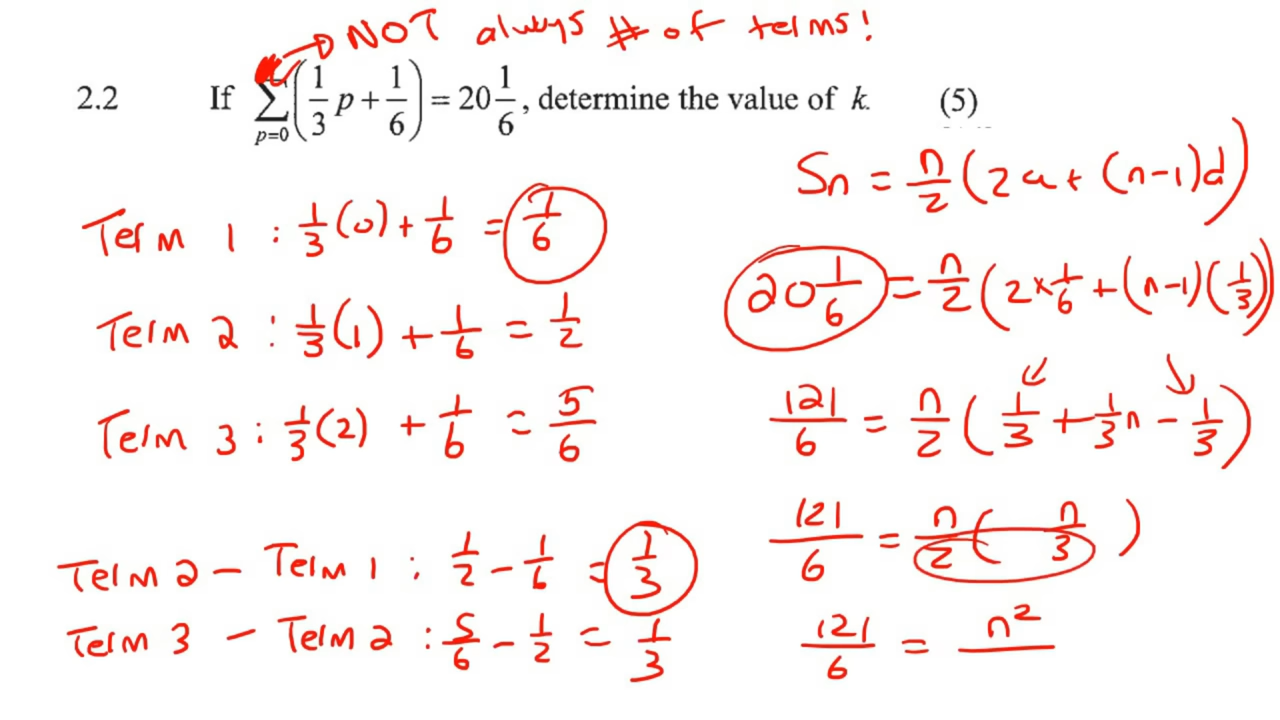 NOT always # of terms!
2.2 If ∑p=0 (1/3 p + 1/6) = 20 1/6, determine the value of k. (5)
Sn = n/2 (2a + (n-1)d)
Term 1 : 1/3 (0) + 1/6 = 1/6
20 1/6 = n/2 (2 × 1/6 + (n-1)(1/3))
Term 2 : 1/3 (1) + 1/6 = 1/2
121/6 = n/2 (1/3 + 1/3 n - 1/3)
Term 3 : 1/3 (2) + 1/6 = 5/6
121/6 = n/2 ( n/3 )
Term 2 - Term 1 : 1/2 - 1/6 = 1/3
Term 3 - Term 2 : 5/6 - 1/2 = 1/3
121/6 = n²